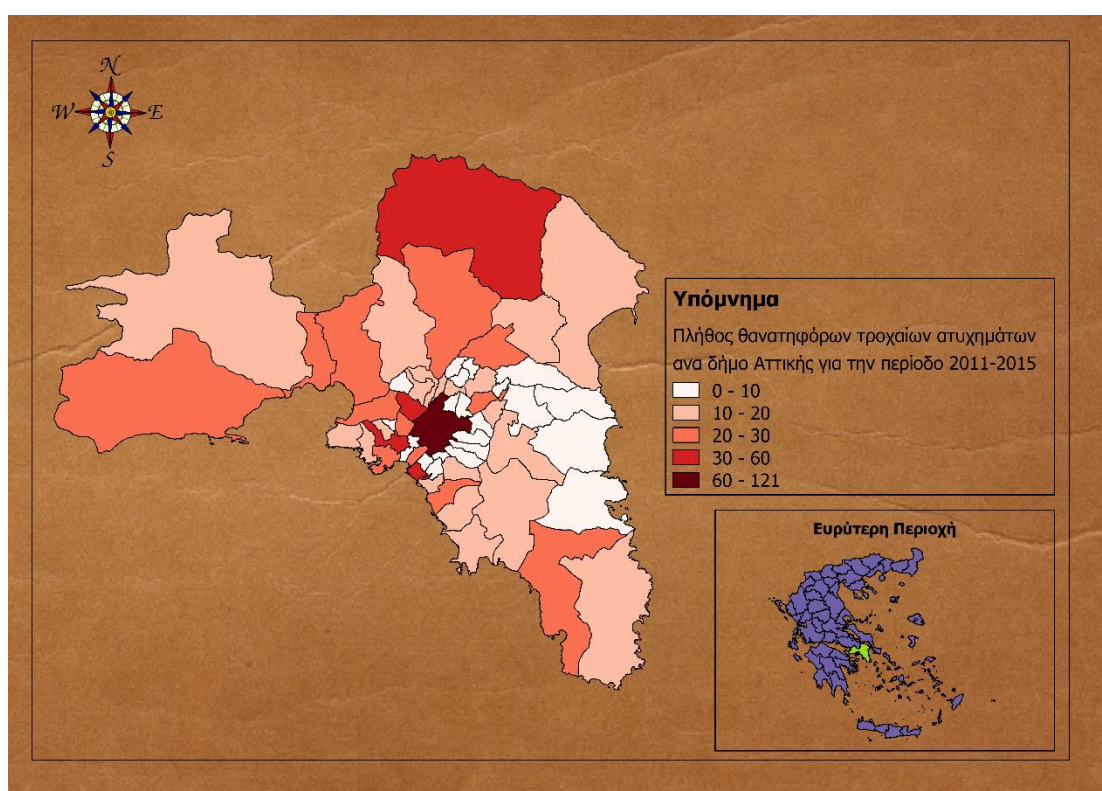 N
W E
S
Υπόμνημα
Πλήθος θανατηφόρων τροχαίων ατυχημάτων
ανα δήμο Αττικής για την περίοδο 2011-2015
0 - 10
10 - 20
20 - 30
30 - 60
60 - 121
Ευρύτερη Περιοχή